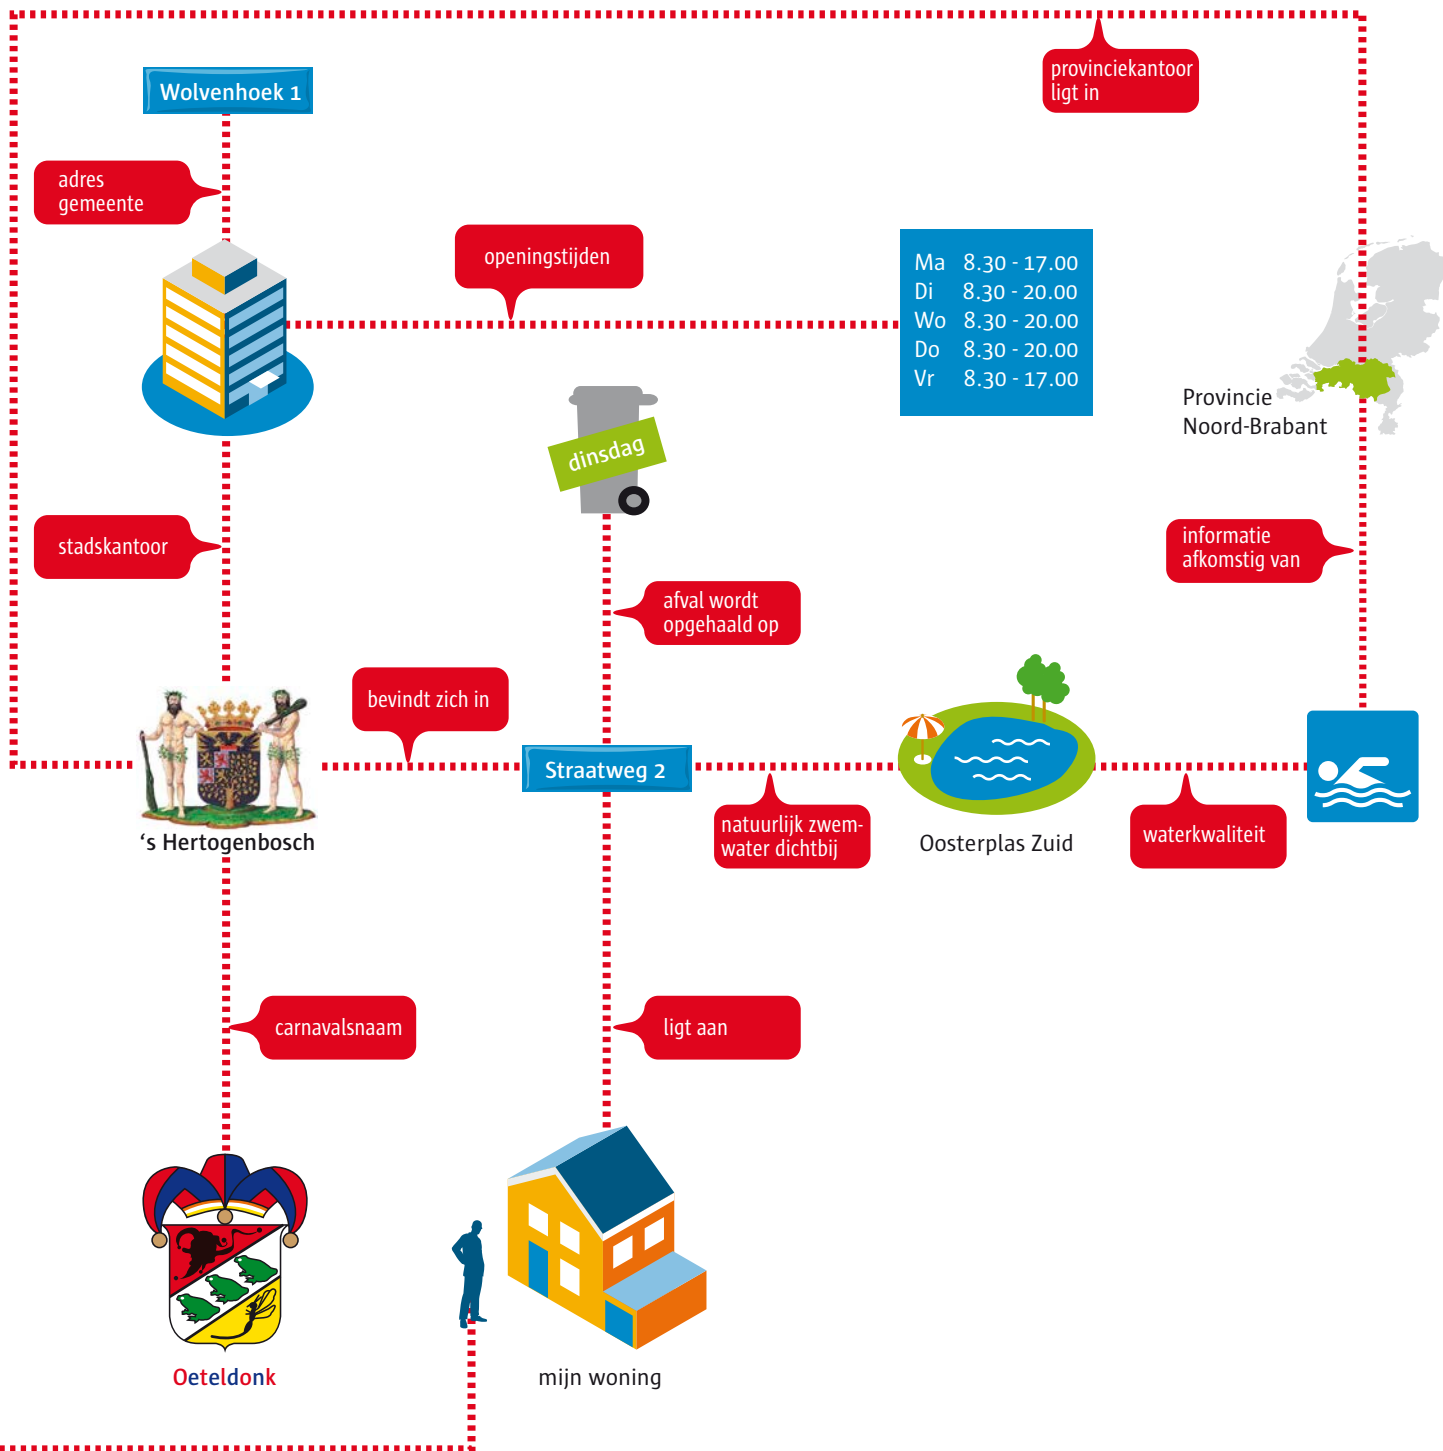 provinciekantoor
ligt in
Wolvenhoek 1
adres
gemeente
openingstijden
Ma 8.30 - 17.00
Di 8.30 - 20.00
Wo 8.30 - 20.00
Do 8.30 - 20.00
Vr 8.30 - 17.00
Provincie
Noord-Brabant
dinsdag
stadskantoor
informatie
afkomstig van
afval wordt
opgehaald op
bevindt zich in
Straatweg 2
natuurlijk zwem-
water dichtbij
Oosterplas Zuid
waterkwaliteit
‘s Hertogenbosch
carnavalsnaam
ligt aan
Oeteldonk
mijn woning